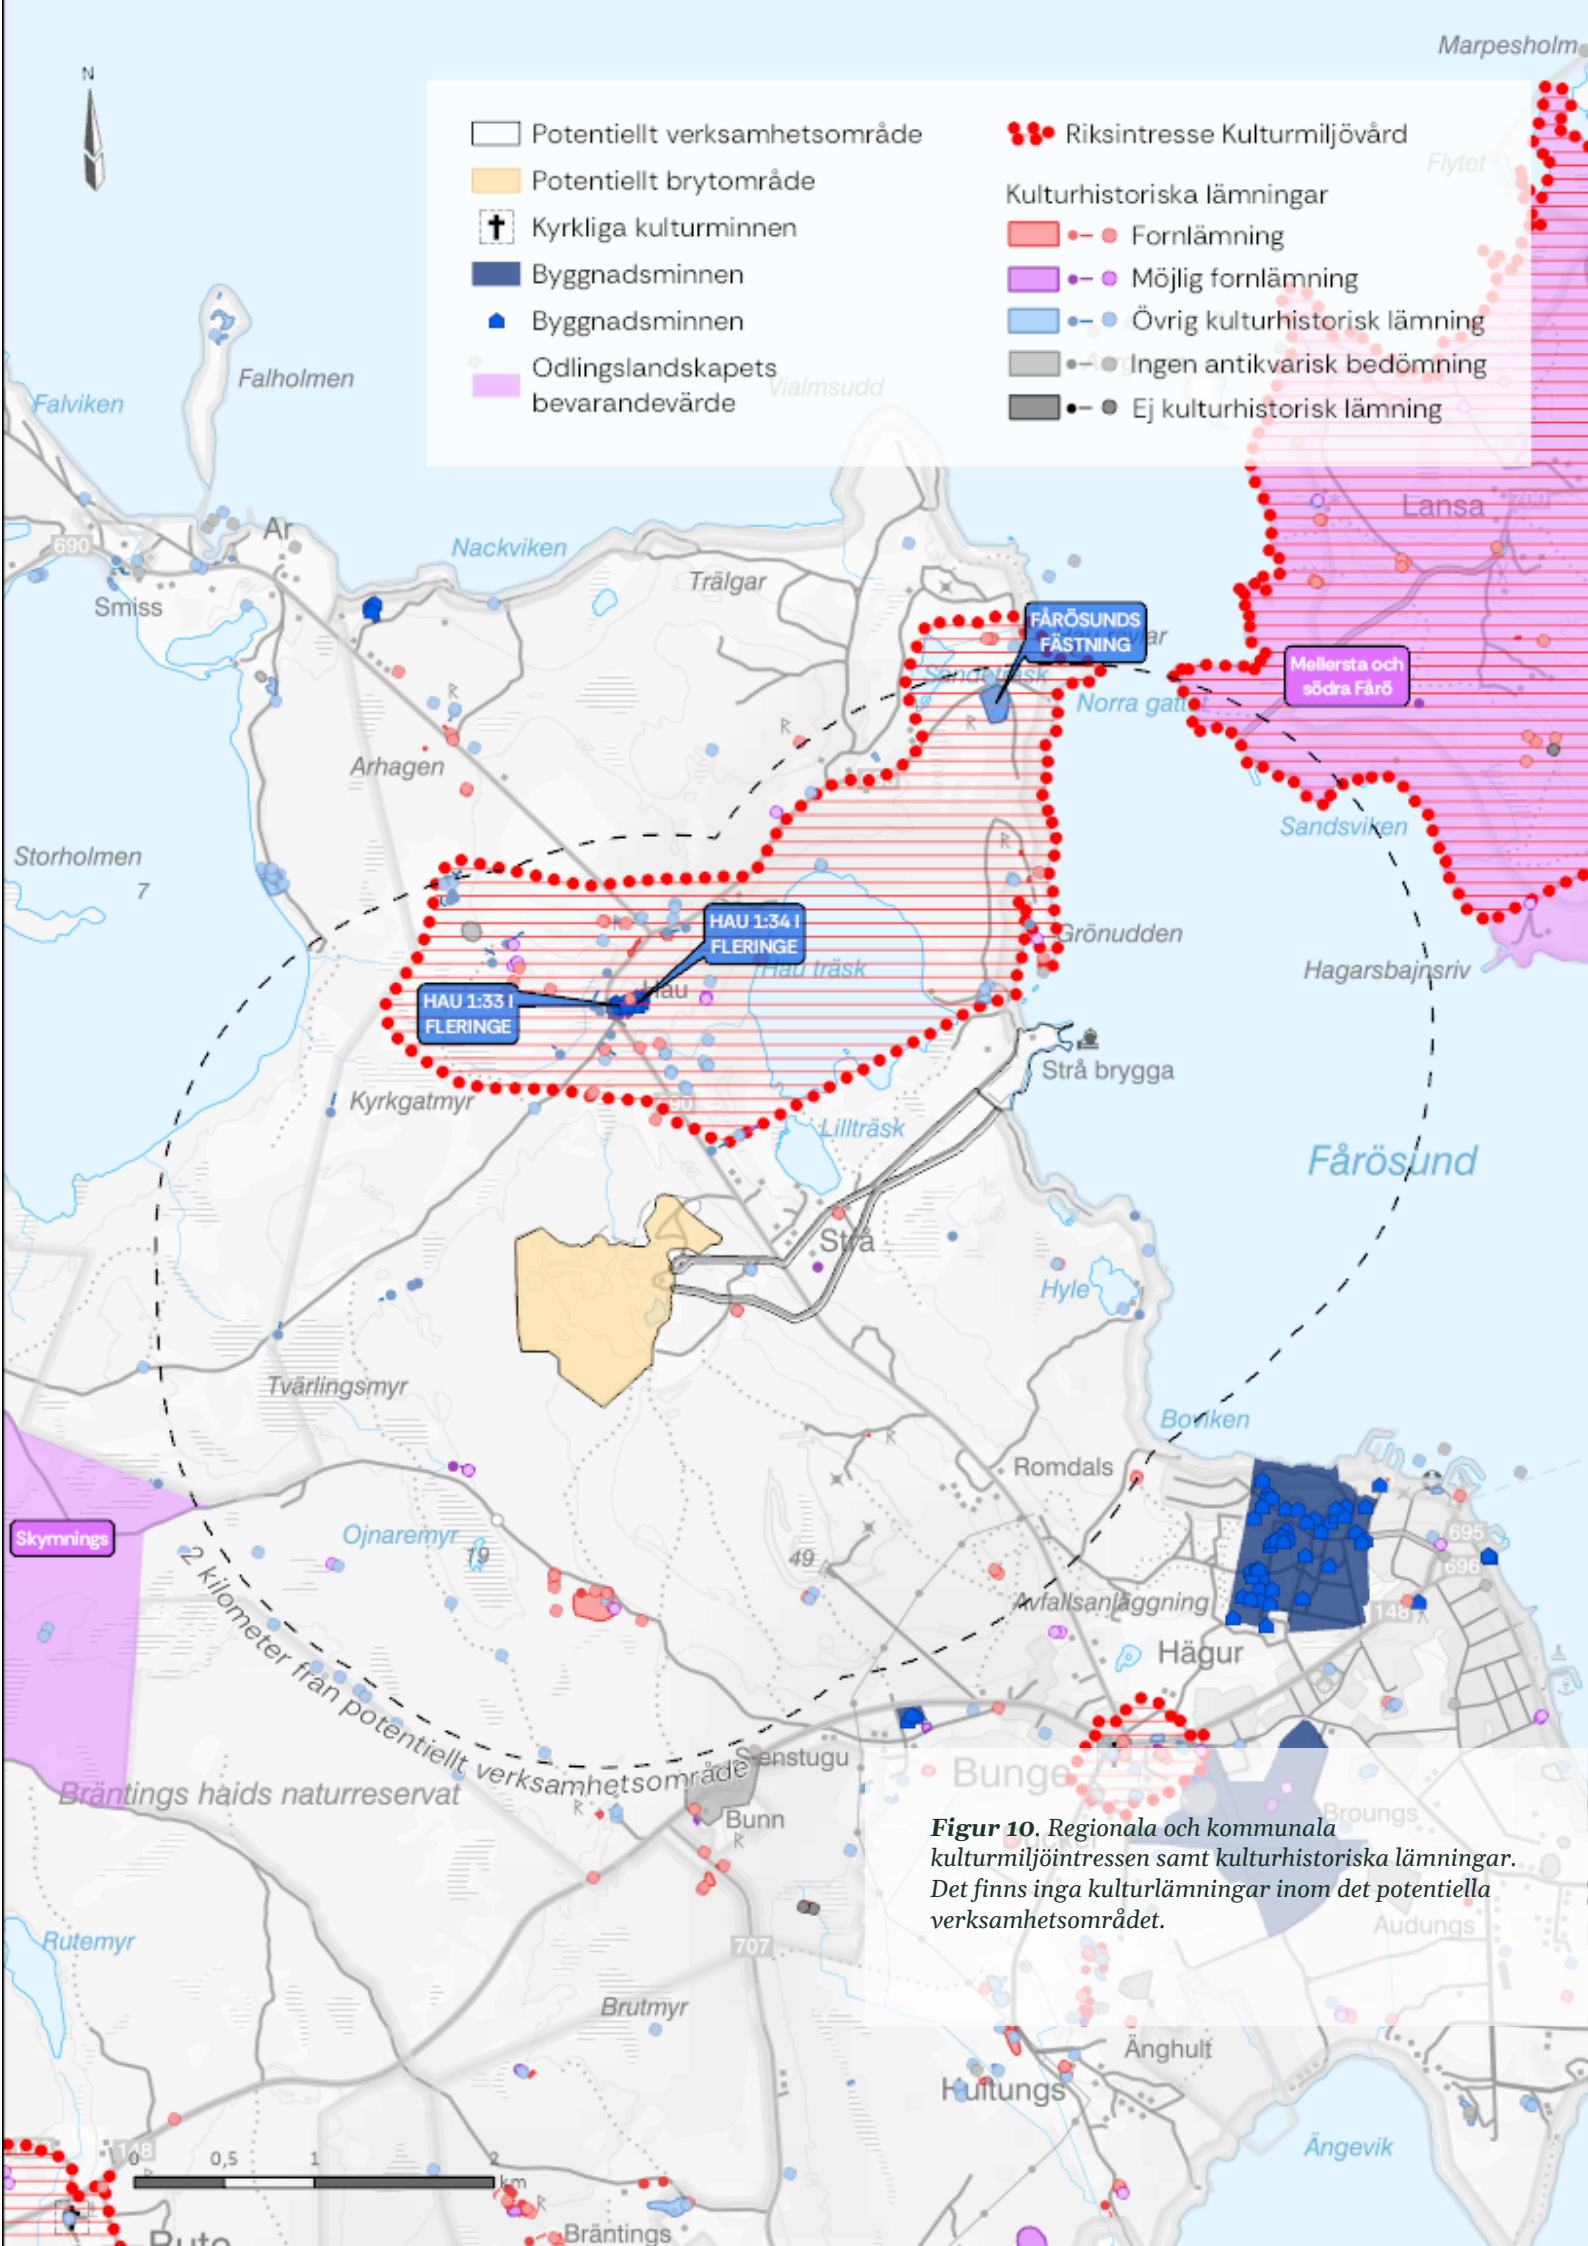 Marpesholm
N
Potentiellt verksamhetsområde
Potentiellt brytområde
Kyrkliga kulturminnen
Byggnadsminnen
Byggnadsminnen
Odlingslandskapets
bevarandevärde
Riksintresse Kulturmiljövård
Kulturhistoriska lämningar
Fornlämning
Möjlig fornlämning
Övrig kulturhistorisk lämning
Ingen antikvarisk bedömning
Ej kulturhistorisk lämning
Flytet
Vialmsudd
Falholmen
Falviken
Lansa
700
Ar
690
Nackviken
Trälgar
Smiss
FÅRÖSUNDS
FÄSTNING
Mellersta och
södra Fårö
Norra gattet
Arhagen
Sandsviken
Storholmen
7
HAU 1:34 I
FLERINGE
Hau träsk
Grönudden
Hagarsbajnsriv
Hau
HAU 1:33 I
FLERINGE
Strå brygga
Kyrkgatmyr
690
Lillträsk
Fårösund
Strå
Hyle
Tvärlingsmyr
Boviken
Romdals
Skymnings
Ojnaremyr
19
49
695
696
Avfallsanläggning
148
Hägur
2 kilometer från potentiellt verksamhetsområde
Stenstugu
Bunge
Bräntings haids naturreservat
Bunn
Broungs
Figur 10. Regionala och kommunala
kulturmiljöintressen samt kulturhistoriska lämningar.
Det finns inga kulturlämningar inom det potentiella
verksamhetsområdet.
Audungs
Rutemyr
707
Brutmyr
Änghult
Hultungs
Ängevik
148
0
0,5
1
2
km
Bräntings
Rute